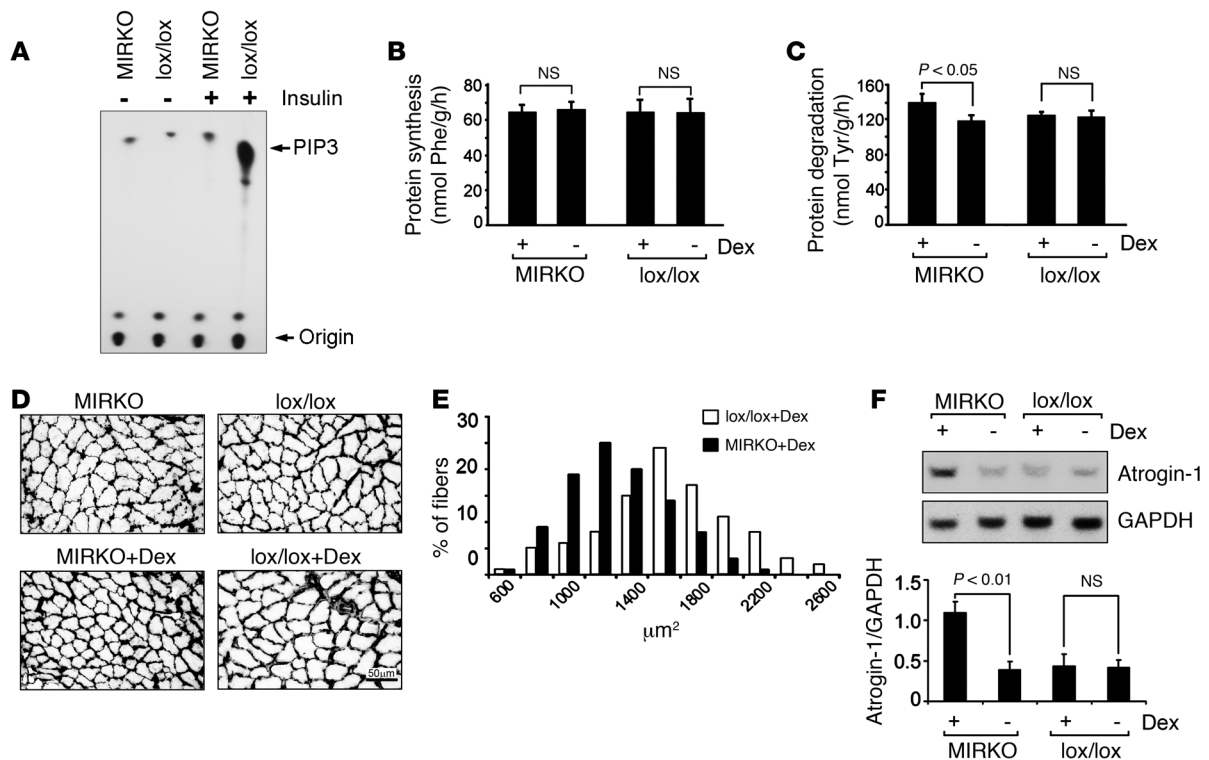 A
MIRKO
lox/lox
MIRKO
lox/lox
- - + + Insulin
PIP3
Origin
B
Protein synthesis
(nmol Phe/g/h)
80
60
40
20
0
NS
NS
+ - + - Dex
MIRKO lox/lox
C
Protein degradation
(nmol Tyr/g/h)
160
120
80
40
0
P < 0.05
NS
+ - + - Dex
MIRKO lox/lox
D
MIRKO
lox/lox
MIRKO+Dex
lox/lox+Dex
50μm
E
% of fibers
30
20
10
0
lox/lox+Dex
MIRKO+Dex
600 1000 1400 1800 2200 2600
μm²
F
MIRKO lox/lox
+ - + - Dex
Atrogin-1
GAPDH
Atrogin-1/GAPDH
1.5
1.0
0.5
0
P < 0.01
NS
+ - + - Dex
MIRKO lox/lox